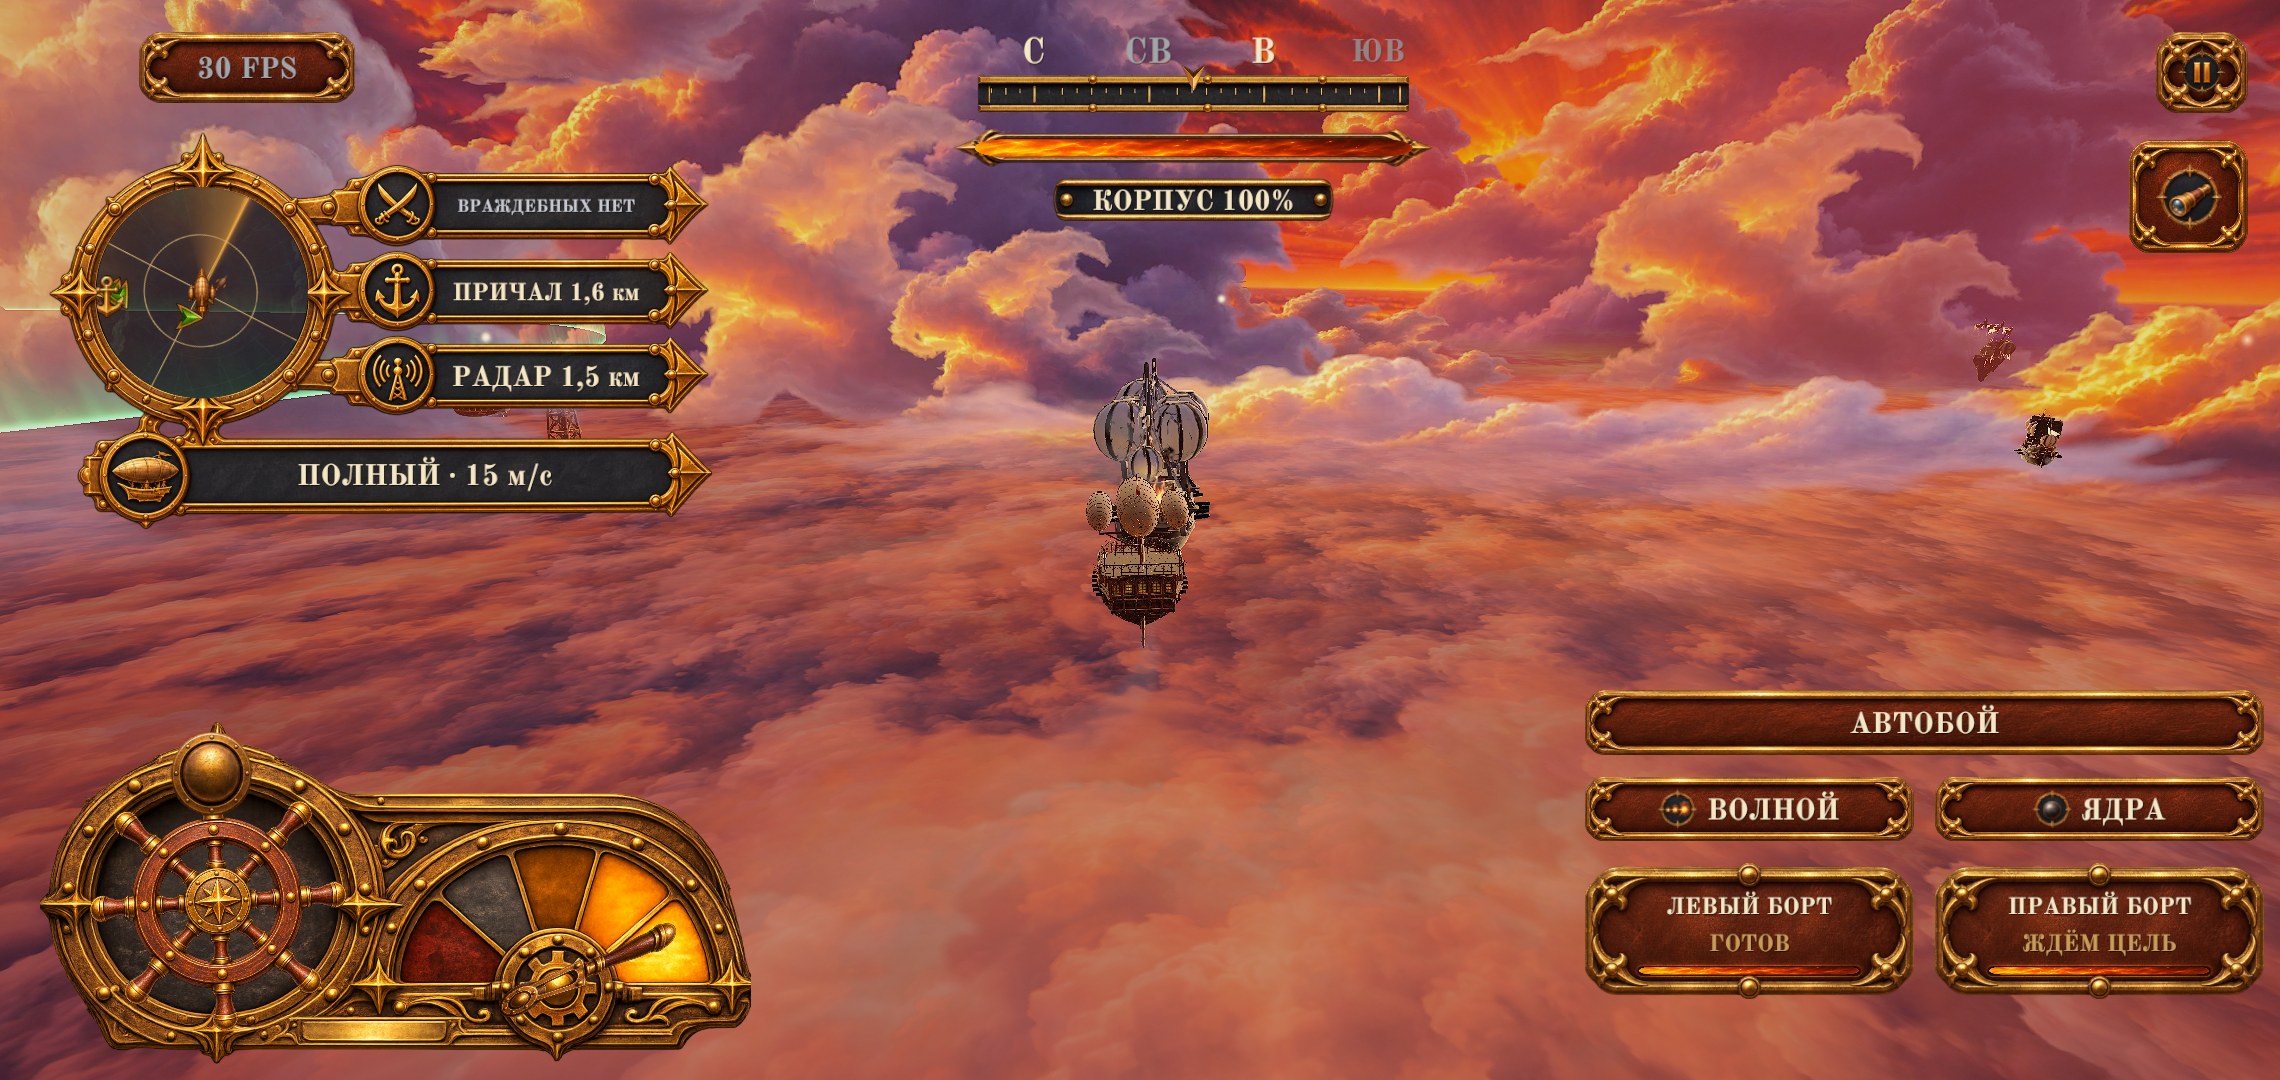 30 FPS
С СВ В ЮВ
КОРПУС 100%
ВРАЖДЕБНЫХ НЕТ
ПРИЧАЛ 1,6 км
РАДАР 1,5 км
ПОЛНЫЙ · 15 м/с
АВТОБОЙ
ВОЛНОЙ
ЯДРА
ЛЕВЫЙ БОРТ
ГОТОВ
ПРАВЫЙ БОРТ
ЖДЁМ ЦЕЛЬ